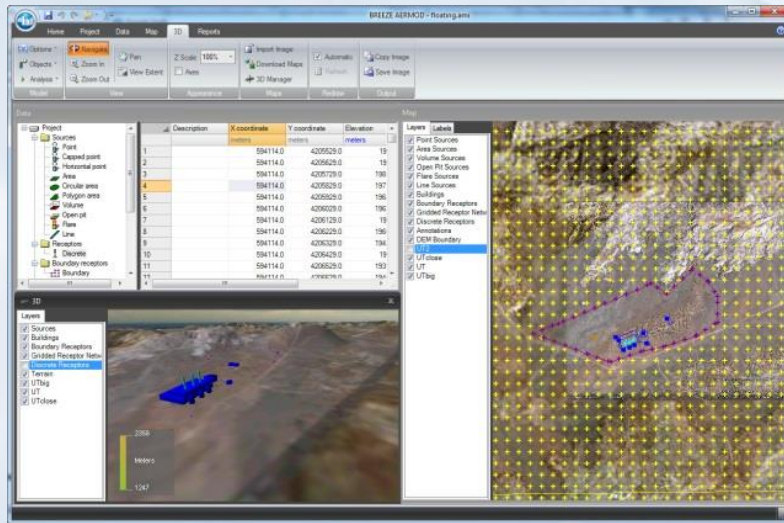 BREEZE AERMOD - floating.ami
Home Project Data Map 3D Reports
Options Navigate Pan Z Scale 100% Import Image Automatic Copy Image
Objects Zoom In View Extent Axes Download Maps Refresh Save Image
Analysis Zoom Out 3D Manager
Model View Appearance Maps Redraw Output
Data
Project
Sources
Point
Capped point
Horizontal point
Area
Circular area
Polygon area
Volume
Open pit
Flare
Line
Receptors
Discrete
Boundary receptors
Boundary
Description X coordinate Y coordinate Elevation
meters meters meters
1 594114.0 4205529.0 19
2 594114.0 4205629.0 19
3 594114.0 4205729.0 198
4 594114.0 4205829.0 197
5 594114.0 4205929.0 196
6 594114.0 4206029.0 196
7 594114.0 4206129.0 19
8 594114.0 4206229.0 196
9 594114.0 4206329.0 194
10 594114.0 4206429.0 19
11 594114.0 4206529.0 193
12 594114.0 4206629.0
3D
Layers
Sources
Buildings
Boundary Receptors
Gridded Receptor Netw
Discrete Receptors
Terrain
UTbig
UT
UTclose
Meters
1247
Map
Layers Labels
Point Sources
Area Sources
Volume Sources
Open Pit Sources
Flare Sources
Line Sources
Buildings
Boundary Receptors
Gridded Receptor Netw
Discrete Receptors
Annotations
DEM Boundary
UT2
UTclose
UT
UTbig